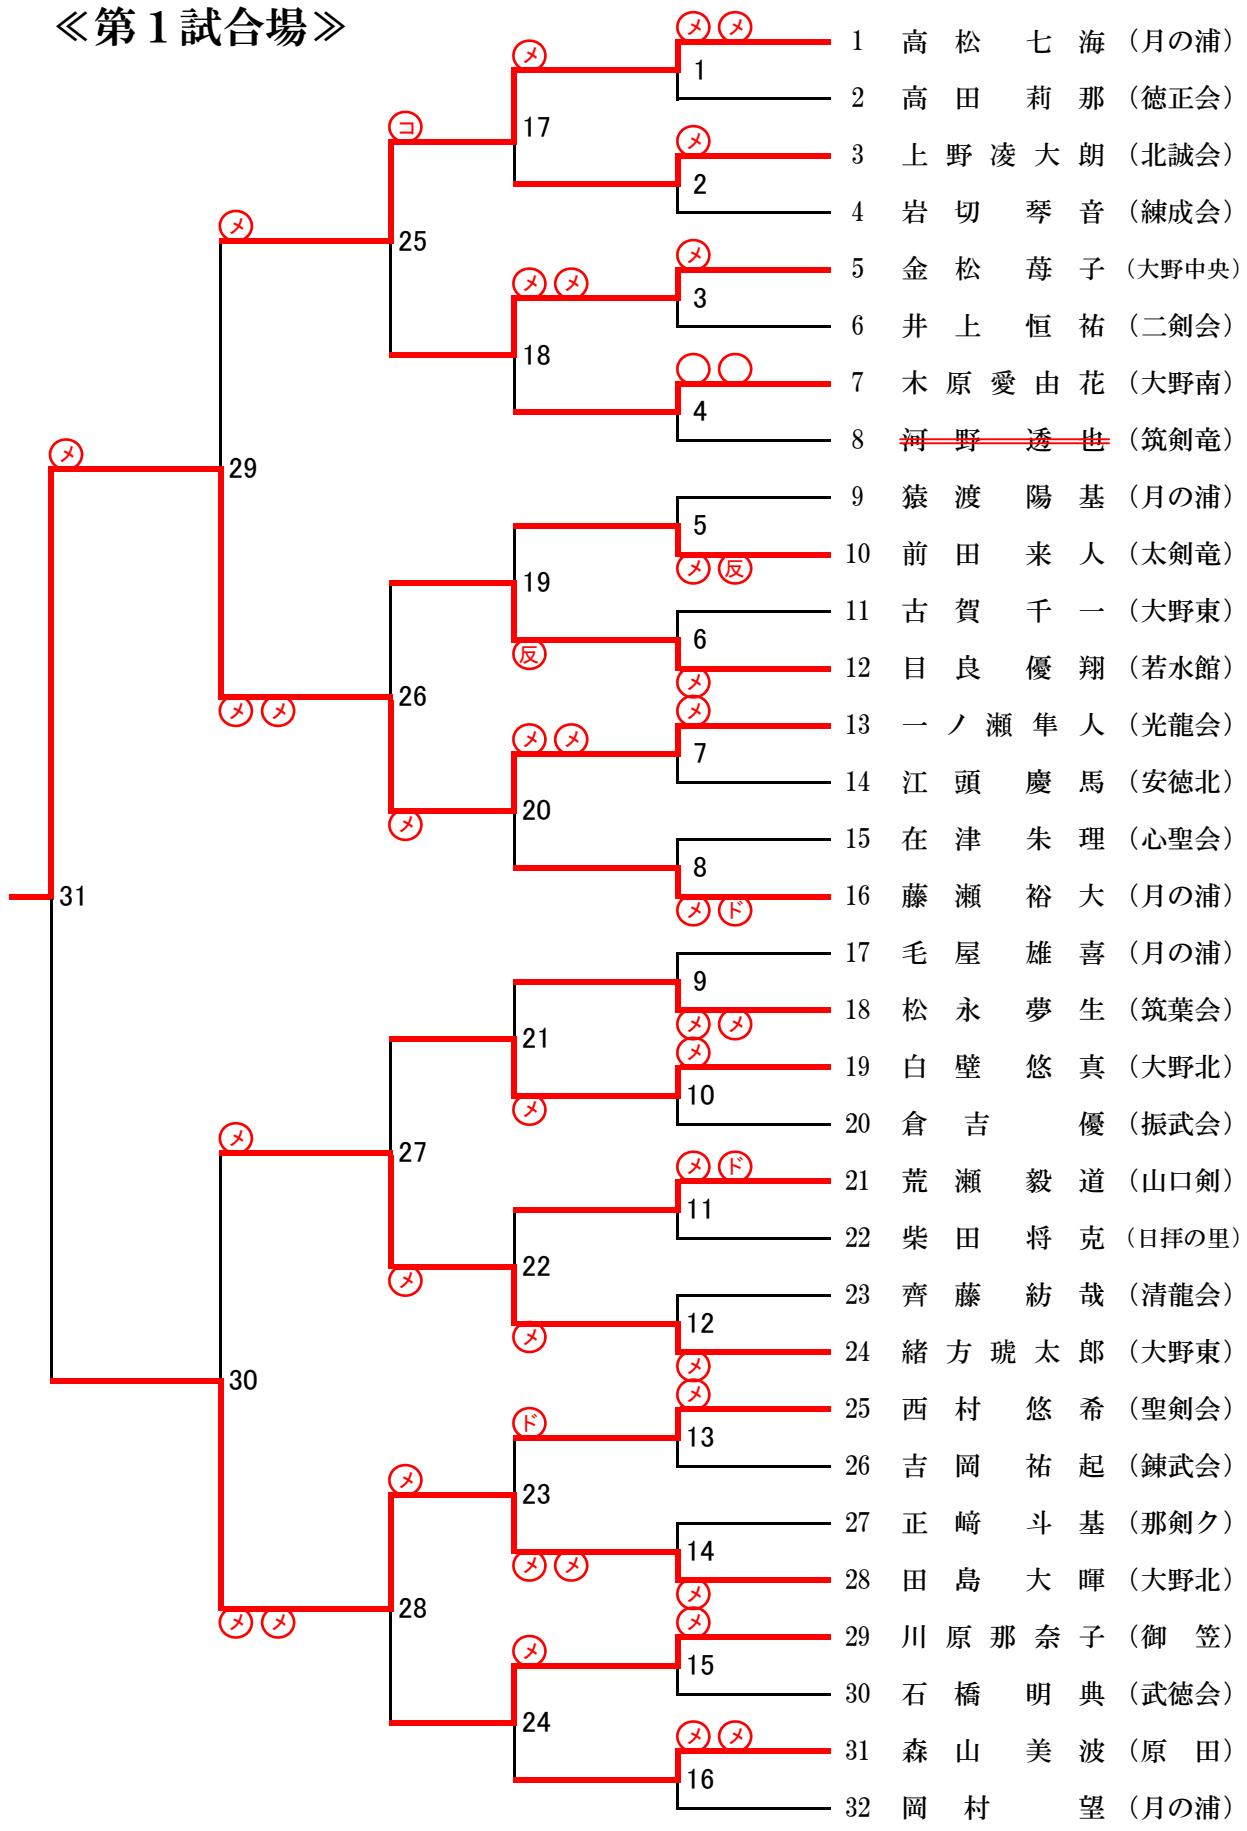 ≪第１試合場≫
メ メ
1 高松 七海 （月の浦）
メ
1
2 高田 莉那 （徳正会）
コ
17
メ
3 上野凌大朗 （北誠会）
2
メ
4 岩切 琴音 （練成会）
25
メ
5 金松 苺子 （大野中央）
メ メ
3
6 井上 恒祐 （二剣会）
18
7 木原愛由花 （大野南）
4
メ
8 河野 透也 （筑剣竜）
29
9 猿渡 陽基 （月の浦）
5
10 前田 来人 （太剣竜）
メ 反
19
11 古賀 千一 （大野東）
6
反
12 目良 優翔 （若水館）
メ
26
メ メ
メ
13 一ノ瀬隼人 （光龍会）
メ メ
7
14 江頭 慶馬 （安徳北）
20
メ
15 在津 朱理 （心聖会）
8
31
16 藤瀬 裕大 （月の浦）
メ ド
17 毛屋 雄喜 （月の浦）
9
18 松永 夢生 （筑葉会）
メ メ
21
メ
19 白壁 悠真 （大野北）
10
メ
20 倉吉 優 （振武会）
メ
27
メ ド
21 荒瀬 毅道 （山口剣）
11
22 柴田 将克 （日拝の里）
22
メ
23 齊藤 紡哉 （清龍会）
12
メ
24 緒方琥太郎 （大野東）
メ
30
メ
25 西村 悠希 （聖剣会）
ド
13
26 吉岡 祐起 （錬武会）
メ
23
27 正﨑 斗基 （那剣ク）
14
メ メ
28 田島 大暉 （大野北）
メ
28
メ メ
メ
29 川原那奈子 （御 笠）
メ
15
30 石橋 明典 （武徳会）
24
メ メ
31 森山 美波 （原 田）
16
32 岡村 望 （月の浦）